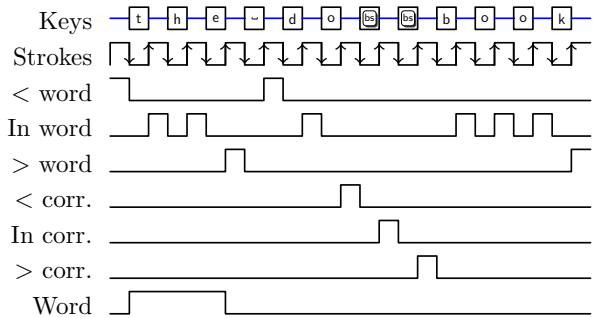 Keys t h e ␣ d o bs bs b o o k
Strokes
< word
In word
> word
< corr.
In corr.
> corr.
Word